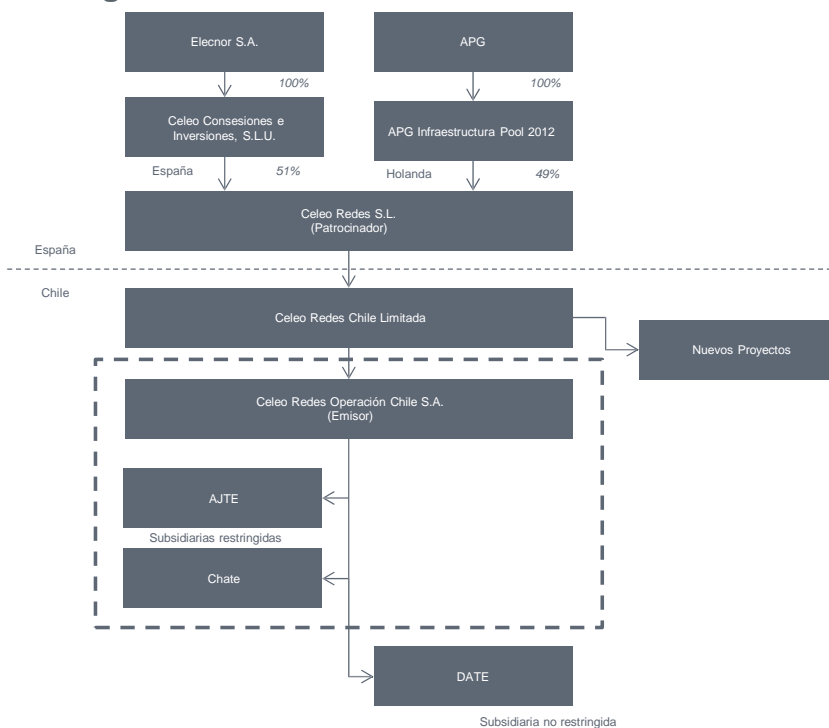 Elecnor S.A.
APG
100%
100%
Celeo Consesiones e
Inversiones, S.L.U.
APG Infraestructura Pool 2012
España
51%
Holanda
49%
Celeo Redes S.L.
(Patrocinador)
España
Chile
Celeo Redes Chile Limitada
Nuevos Proyectos
Celeo Redes Operación Chile S.A.
(Emisor)
AJTE
Subsidiarias restringidas
Chate
DATE
Subsidiaria no restringida